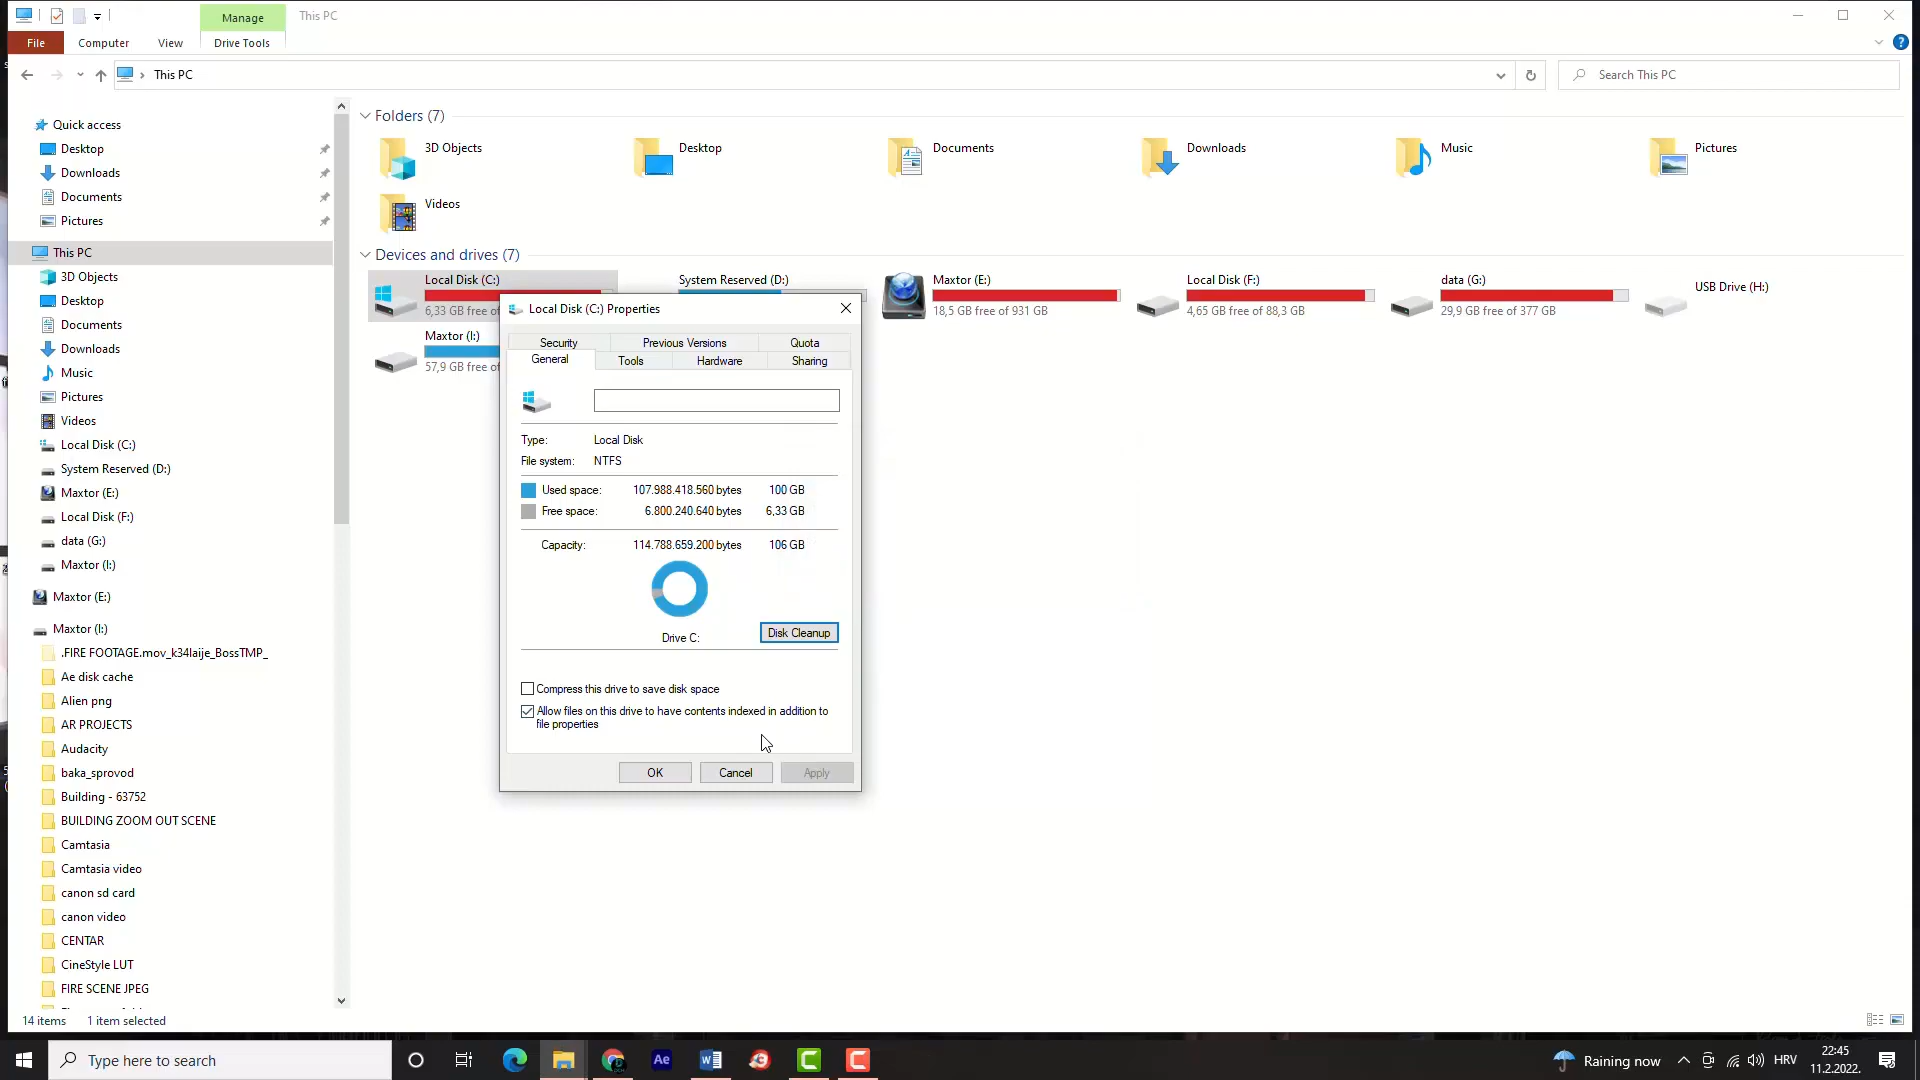 Manage
This PC
File
Computer
View
Drive Tools
This PC
Search This PC
Quick access
Desktop
Downloads
Documents
Pictures
This PC
3D Objects
Desktop
Documents
Downloads
Music
Pictures
Videos
Local Disk (C:)
System Reserved (D:)
Maxtor (E:)
Local Disk (F:)
data (G:)
Maxtor (I:)
Maxtor (E:)
Maxtor (I:)
.FIRE FOOTAGE.mov_k34laije_BossTMP_
Ae disk cache
Alien png
AR PROJECTS
Audacity
baka_sprovod
Building - 63752
BUILDING ZOOM OUT SCENE
Camtasia
Camtasia video
canon sd card
canon video
CENTAR
CineStyle LUT
FIRE SCENE JPEG
Folders (7)
3D Objects
Desktop
Documents
Downloads
Music
Pictures
Videos
Devices and drives (7)
Local Disk (C:)
6,33 GB free of
System Reserved (D:)
Maxtor (E:)
18,5 GB free of 931 GB
Local Disk (F:)
4,65 GB free of 88,3 GB
data (G:)
29,9 GB free of 377 GB
USB Drive (H:)
Maxtor (I:)
57,9 GB free of
Local Disk (C:) Properties
Security
Previous Versions
Quota
General
Tools
Hardware
Sharing
Type: Local Disk
File system: NTFS
Used space: 107.988.418.560 bytes 100 GB
Free space: 6.800.240.640 bytes 6,33 GB
Capacity: 114.788.659.200 bytes 106 GB
Drive C:
Disk Cleanup
Compress this drive to save disk space
Allow files on this drive to have contents indexed in addition to
file properties
OK
Cancel
Apply
14 items
1 item selected
Type here to search
Ae
Raining now
HRV
22:45
11.2.2022.